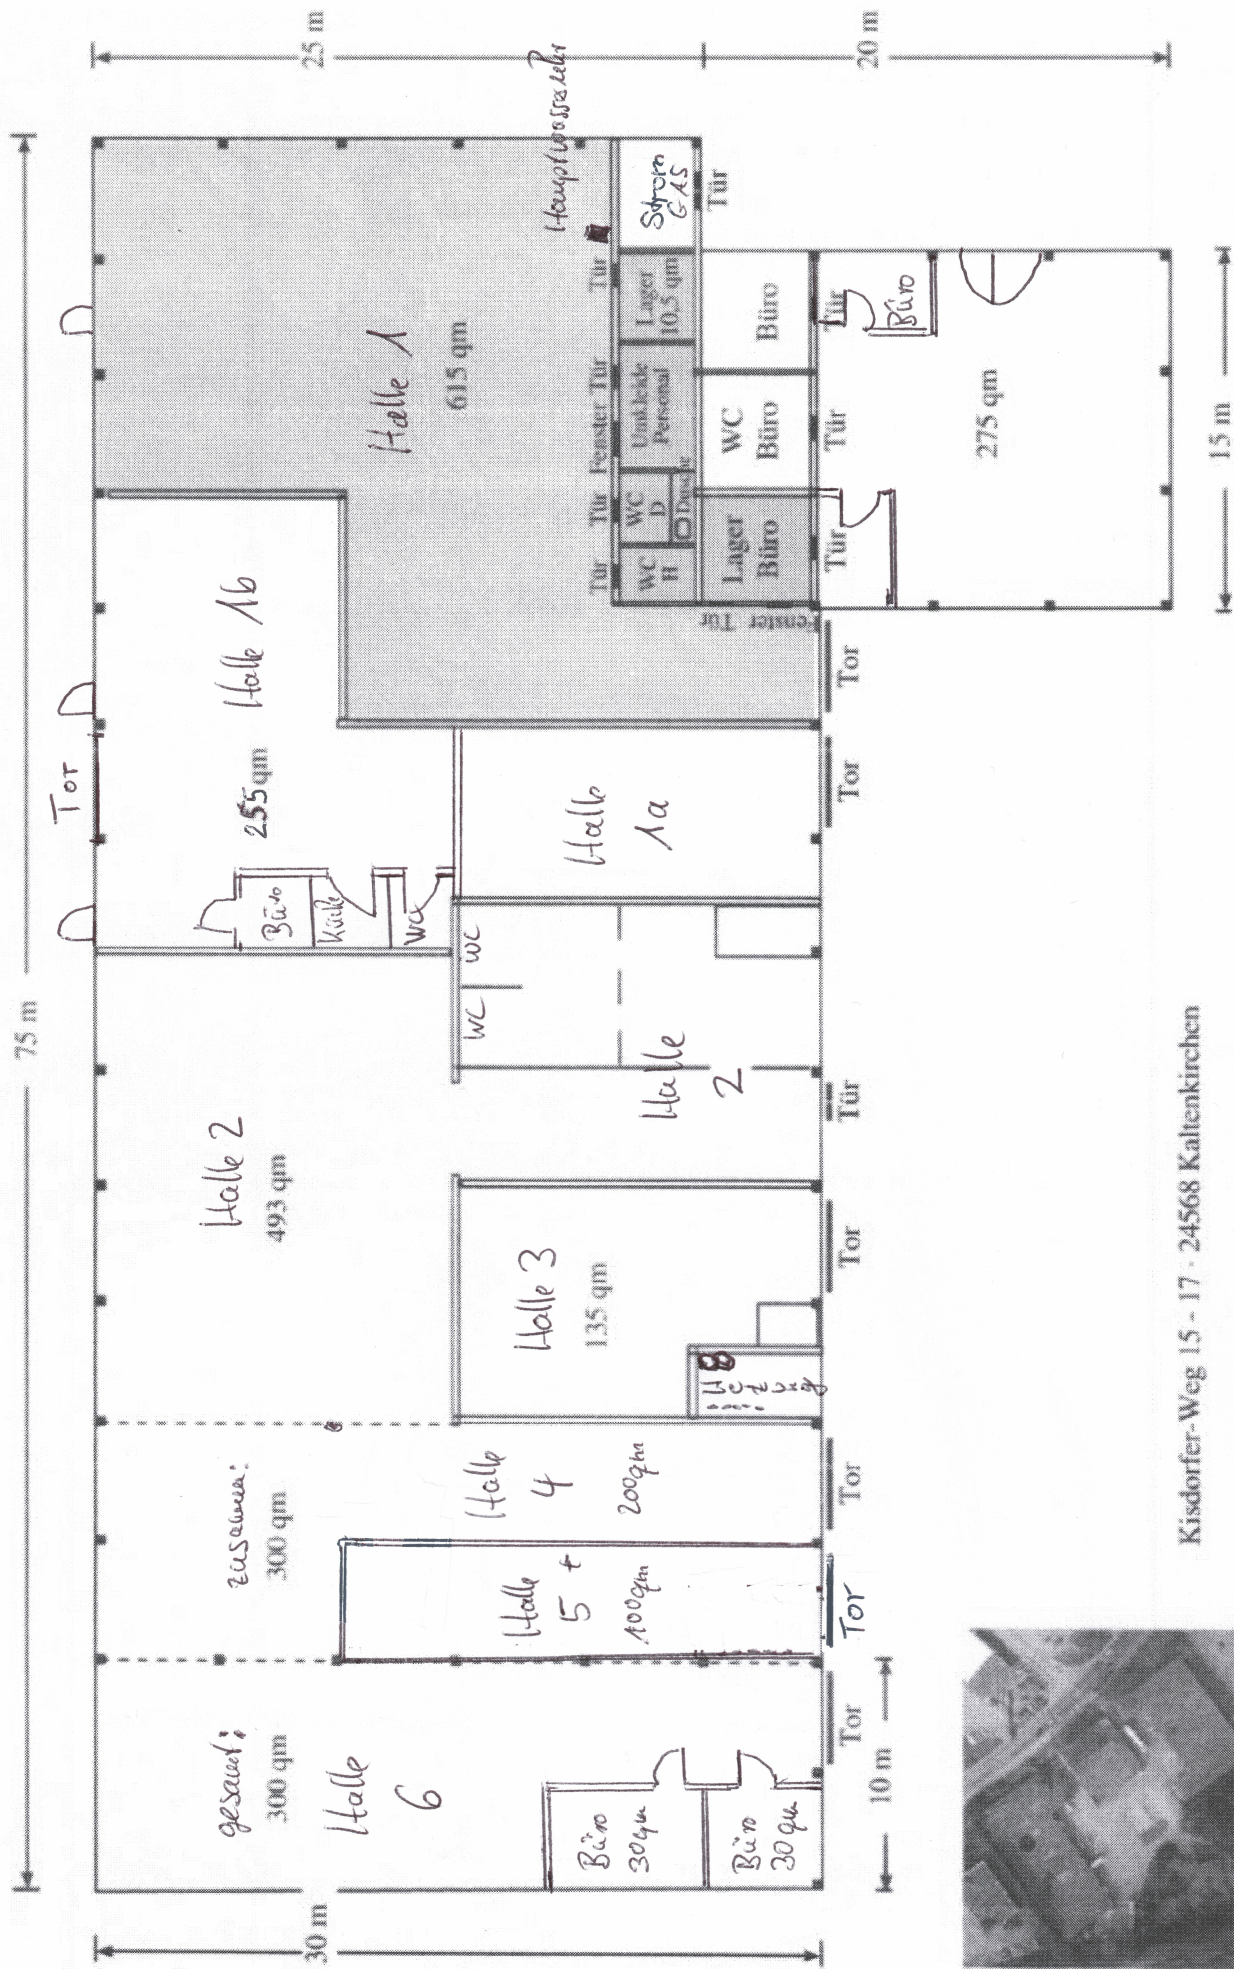 75 m
30 m
25 m
20 m
15 m
10 m
gesamt:
300 qm
Halle
6
Büro
30qm
Büro
30qm
Tor
zusammen:
300 qm
Halle
5 +
100qm
Tor
Halle
4
200qm
Tor
Halle 3
135 qm
Heizung
Tor
Halle 2
493 qm
Halle
2
WC
WC
Tür
Tor
Halle 1b
255qm
Büro
Küche
WC
Halle
1a
Tor
Halle 1
615 qm
Hauptwasseruhr
Tür
Tür
Fenster Tür
Tür
WC
H
WC
D
Dusche
Umkleide
Personal
Lager
10,5 qm
Strom
GAS
Tür
Lager
Büro
WC
Büro
Büro
Fenster Tür
Tor
Tür
Tür
Tür
Büro
275 qm
Kisdorfer-Weg 15 - 17 - 24568 Kaltenkirchen